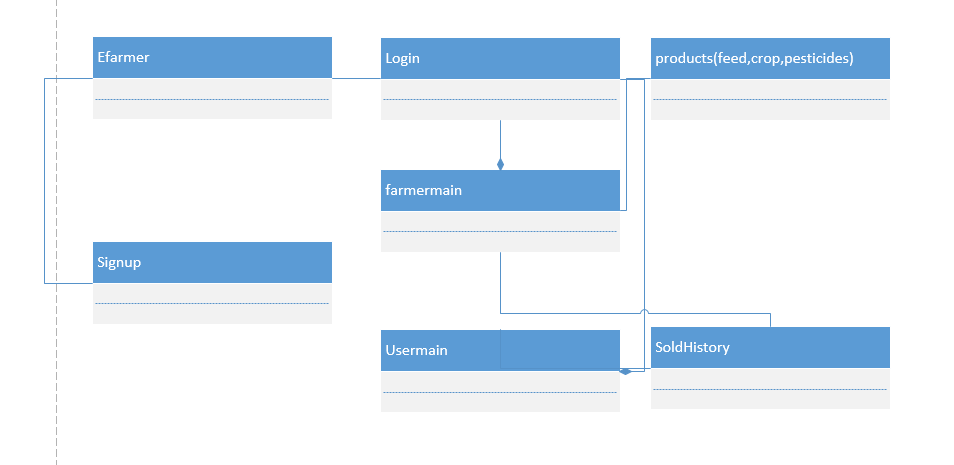 Efarmer
Login
products(feed,crop,pesticides)
farmermain
Signup
Usermain
SoldHistory